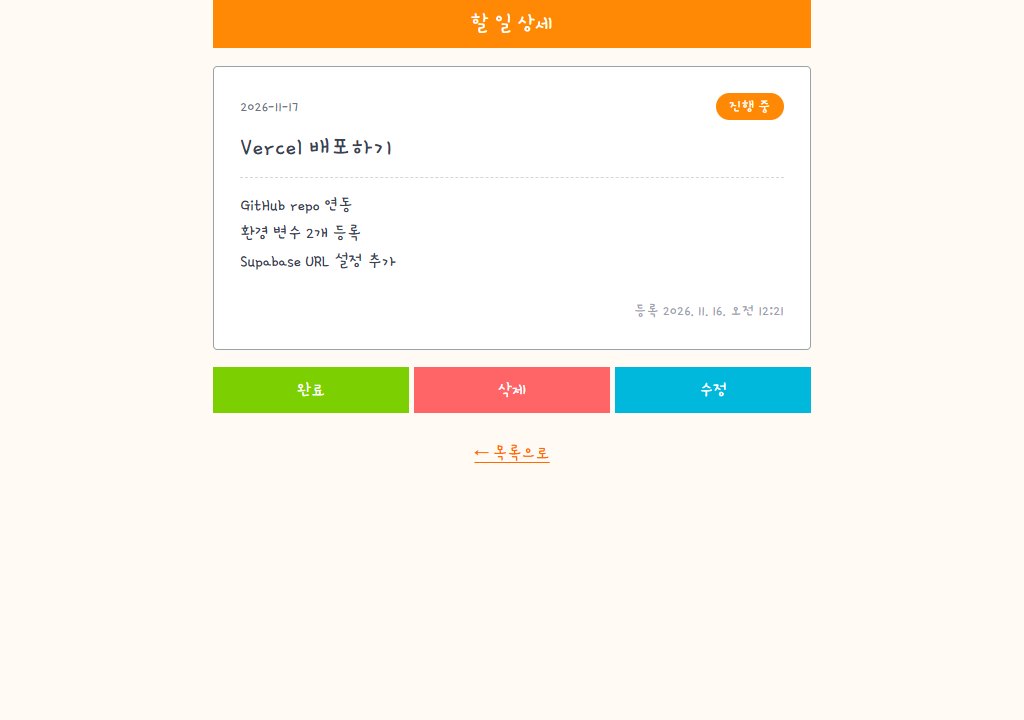 할 일 상세
2026-11-17
진행 중
Vercel 배포하기
GitHub repo 연동
환경 변수 2개 등록
Supabase URL 설정 추가
등록 2026. 11. 16. 오전 12:21
완료
삭제
수정
← 목록으로